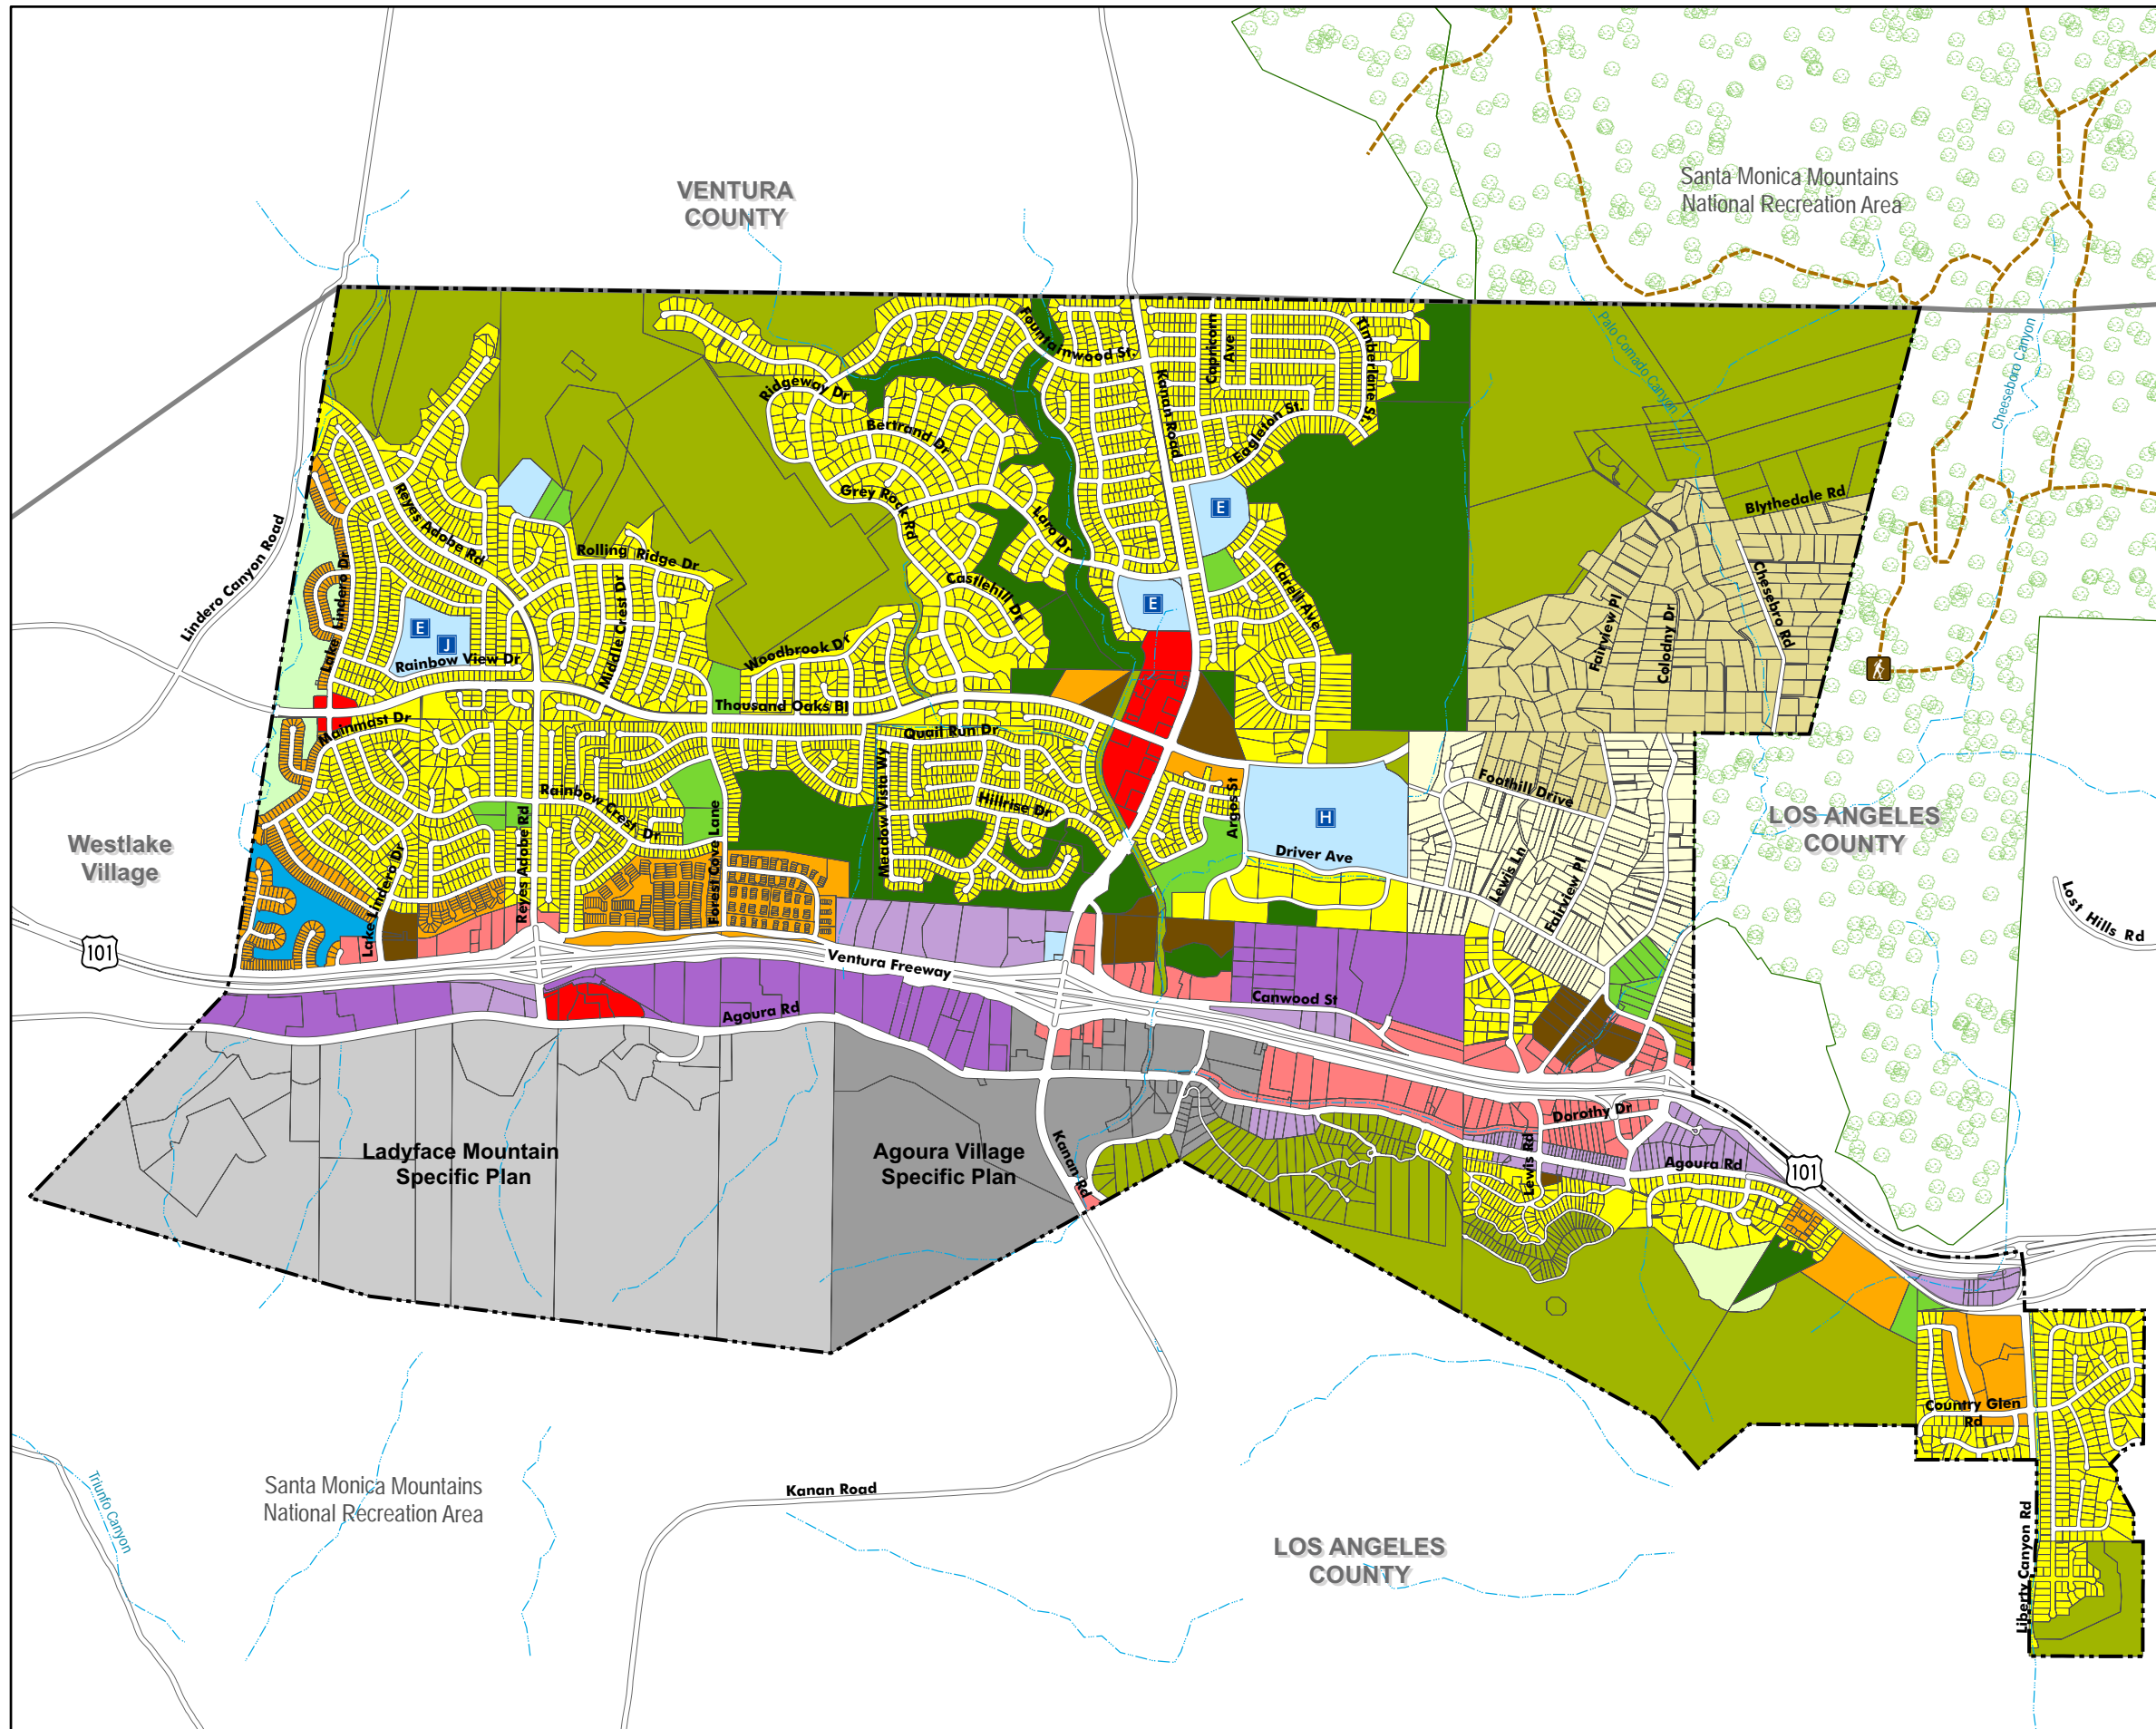 Santa Monica Mountains
National Recreation Area
VENTURA
COUNTY
Fountainwood St.
Capricorn
Ave
Timberlane St.
Kanan Road
Palo Comado Canyon
Cheeseboro Canyon
Ridgeway Dr
Bertrand Dr
Eagleton St.
Grey Rock Rd
Laro Dr
E
Blythedale Rd
Reyes Adobe Rd
Lindero Canyon Road
Rolling Ridge Dr
Middle Crest Dr
Castlehill Dr
Carell Ave
Lake Lindero Dr
E
E
J
Rainbow View Dr
Woodbrook Dr
Fairview Pl
Colodny Dr
Chesebro Rd
Thousand Oaks Bl
Mainmast Dr
Quail Run Dr
Meadow Vista Wy
Hillrise Dr
Rainbow Crest Dr
Reyes Adobe Rd
Forest Cove Lane
Argos St
H
Driver Ave
Foothill Drive
Lewis Ln
Fairview Pl
LOS ANGELES
COUNTY
Westlake
Village
Lake Lindero Dr
Lost Hills Rd
101
Ventura Freeway
Canwood St
Agoura Rd
Ladyface Mountain
Specific Plan
Agoura Village
Specific Plan
Kanan Rd
Dorothy Dr
Lewis Rd
Agoura Rd
101
Country Glen
Rd
Liberty Canyon Rd
Triunfo Canyon
Santa Monica Mountains
National Recreation Area
Kanan Road
LOS ANGELES
COUNTY